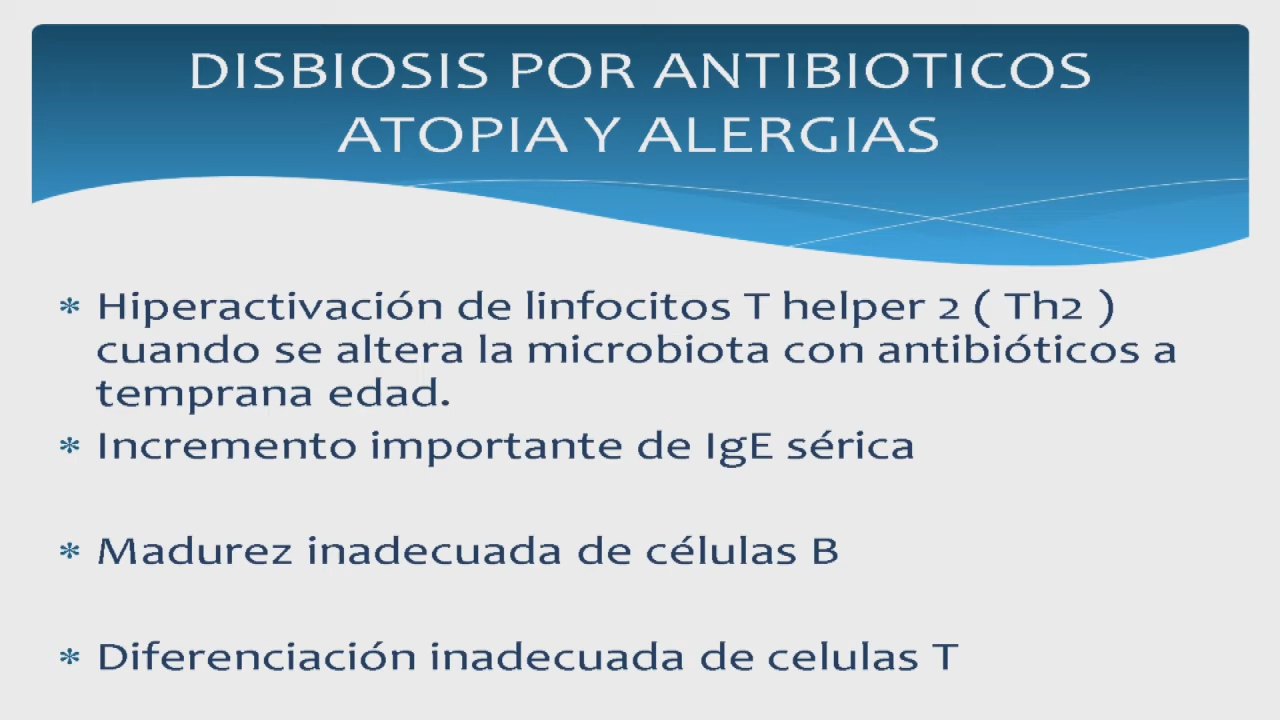 DISBIOSIS POR ANTIBIOTICOS
ATOPIA Y ALERGIAS
* Hiperactivación de linfocitos T helper 2 ( Th2 )
cuando se altera la microbiota con antibióticos a
temprana edad.
* Incremento importante de IgE sérica
* Madurez inadecuada de células B
* Diferenciación inadecuada de celulas T